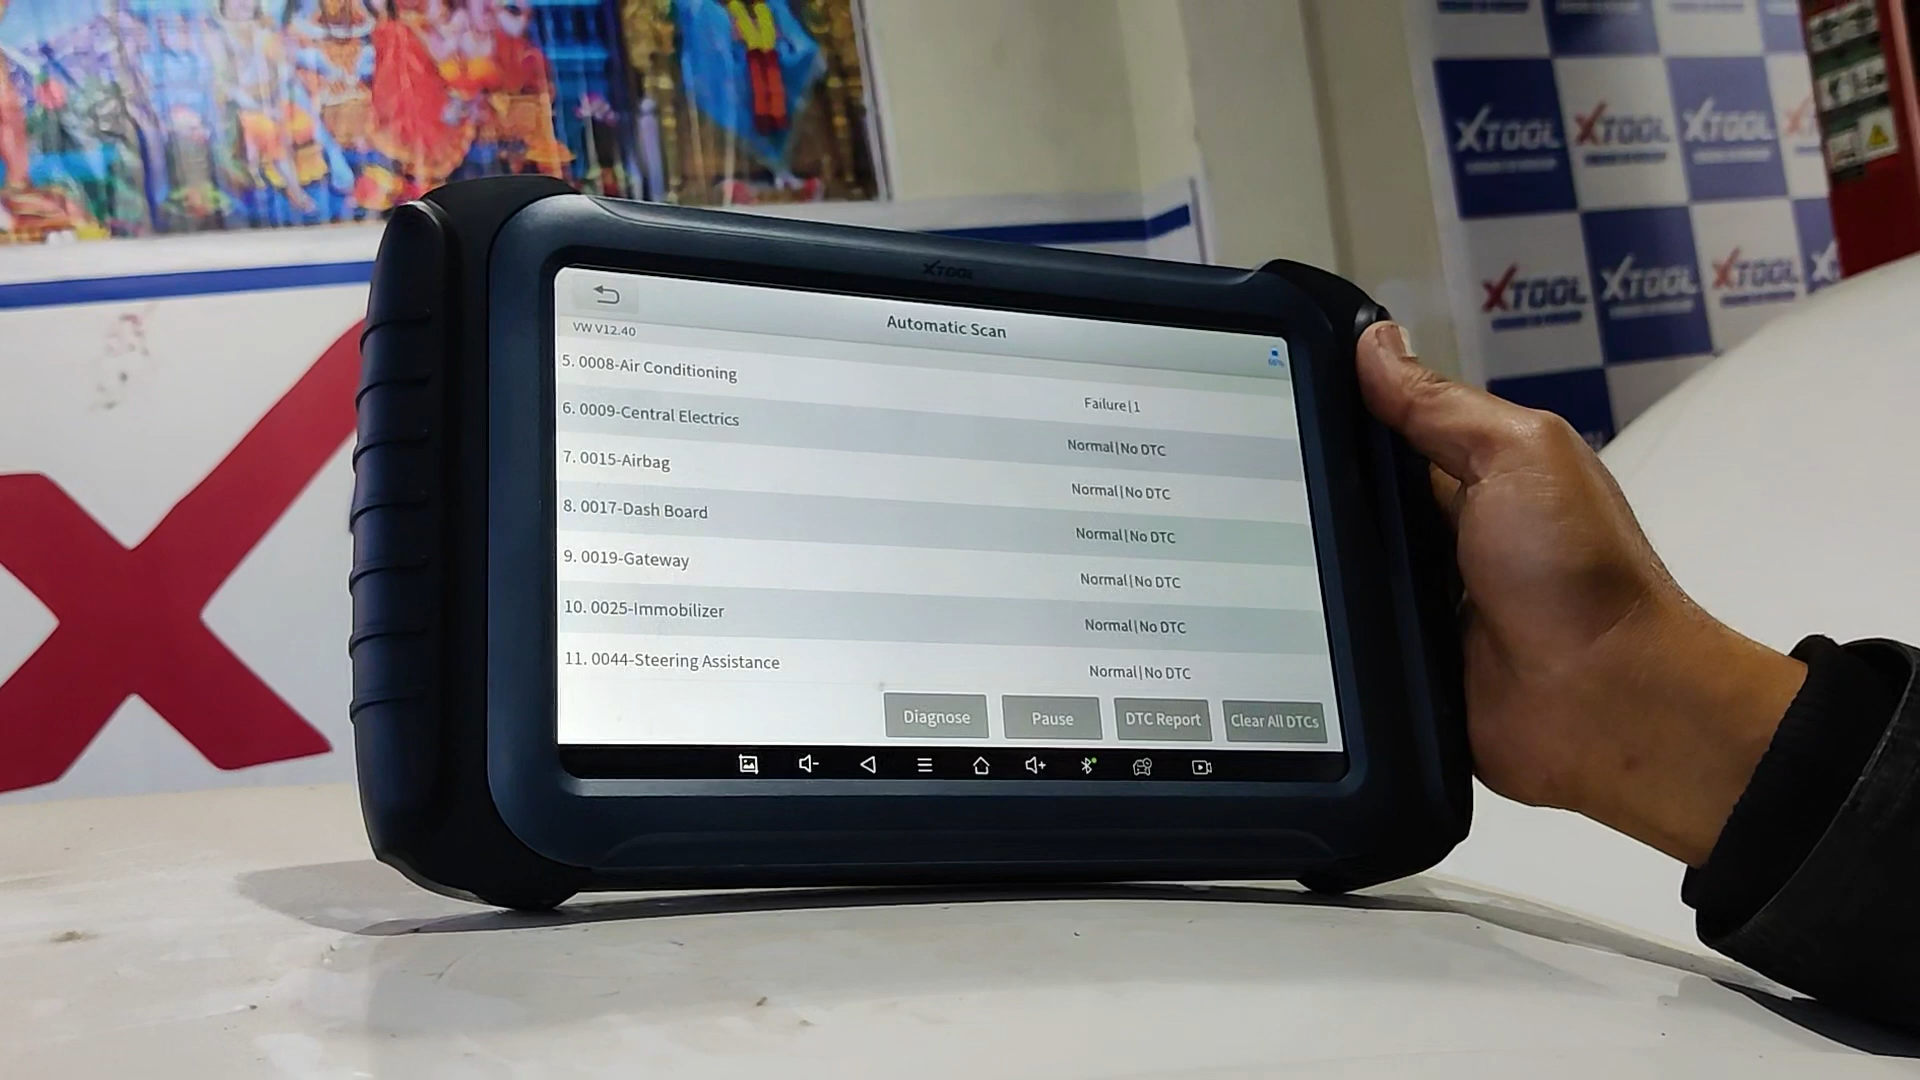 XTOOL XTOOL XTOOL
XTOOL XTOOL XTOOL
XTOOL
Automatic Scan
VW V12.40
66%
5. 0008-Air Conditioning Failure|1
6. 0009-Central Electrics Normal|No DTC
7. 0015-Airbag Normal|No DTC
8. 0017-Dash Board Normal|No DTC
9. 0019-Gateway Normal|No DTC
10. 0025-Immobilizer Normal|No DTC
11. 0044-Steering Assistance Normal|No DTC
Diagnose Pause DTC Report Clear All DTCs